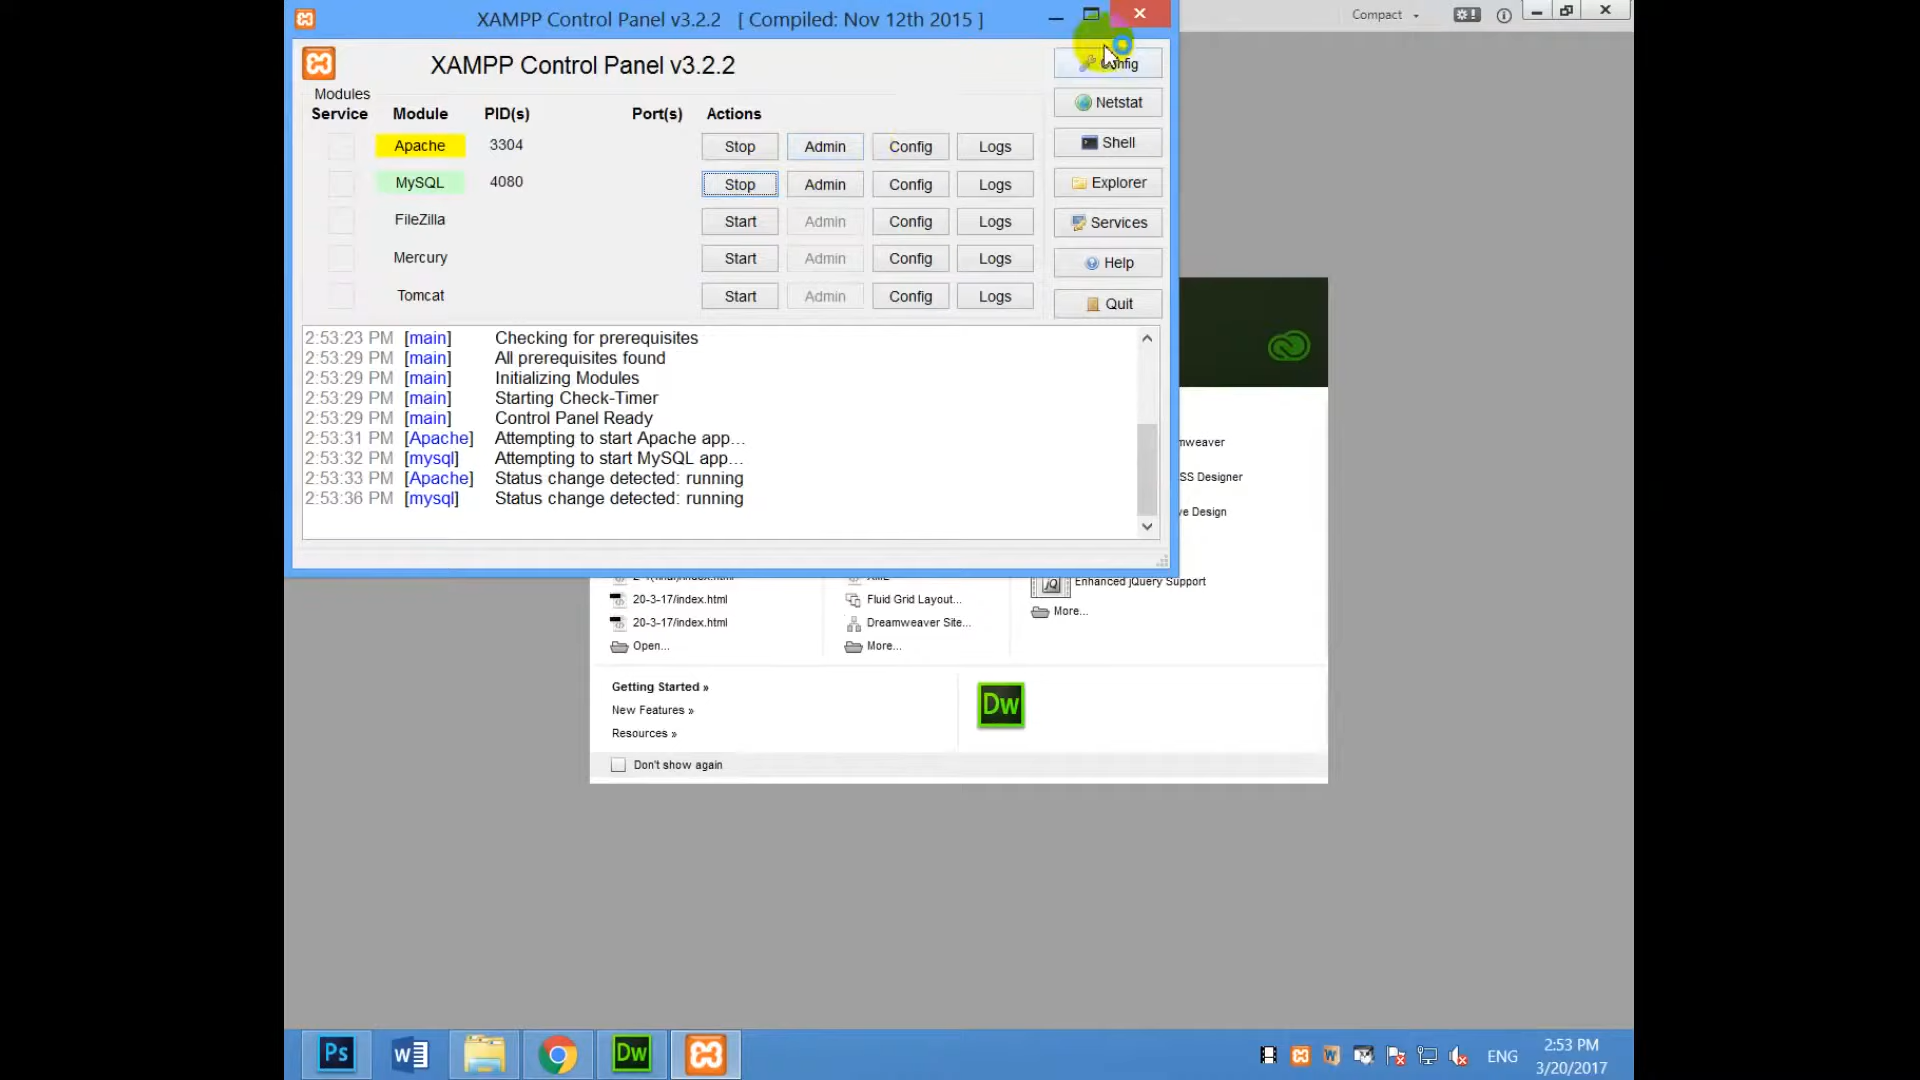 XAMPP Control Panel v3.2.2 [ Compiled: Nov 12th 2015 ]
Compact
XAMPP Control Panel v3.2.2
Config
Modules
Service Module PID(s) Port(s) Actions
Netstat
Apache 3304 Stop Admin Config Logs
Shell
MySQL 4080 Stop Admin Config Logs
Explorer
FileZilla Start Admin Config Logs
Services
Mercury Start Admin Config Logs
Help
Tomcat Start Admin Config Logs
Quit
2:53:23 PM [main] Checking for prerequisites
2:53:29 PM [main] All prerequisites found
2:53:29 PM [main] Initializing Modules
2:53:29 PM [main] Starting Check-Timer
2:53:29 PM [main] Control Panel Ready
2:53:31 PM [Apache] Attempting to start Apache app...
2:53:32 PM [mysql] Attempting to start MySQL app...
2:53:33 PM [Apache] Status change detected: running
2:53:36 PM [mysql] Status change detected: running
mweaver
SS Designer
ve Design
Enhanced jQuery Support
20-3-17/index.html Fluid Grid Layout... More...
20-3-17/index.html Dreamweaver Site...
Open... More...
Getting Started »
New Features »
Resources »
Dw
Don't show again
Ps
W
Dw
ENG
2:53 PM
3/20/2017